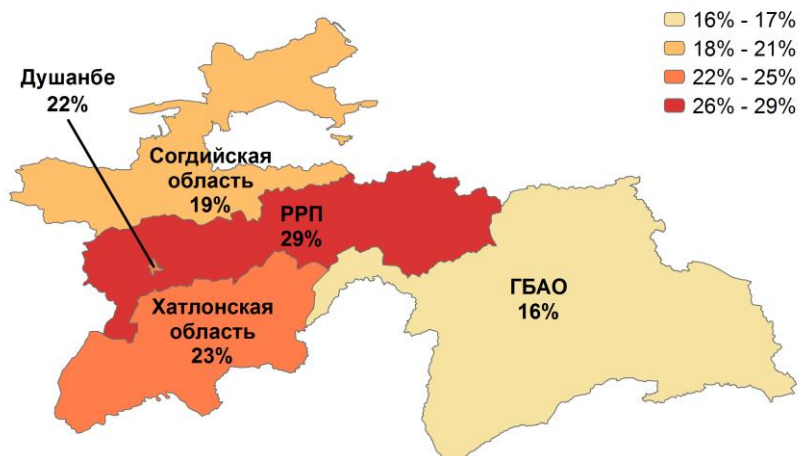 16% - 17%
18% - 21%
22% - 25%
26% - 29%
Душанбе
22%
Согдийская
область
19%
РРП
29%
ГБАО
16%
Хатлонская
область
23%